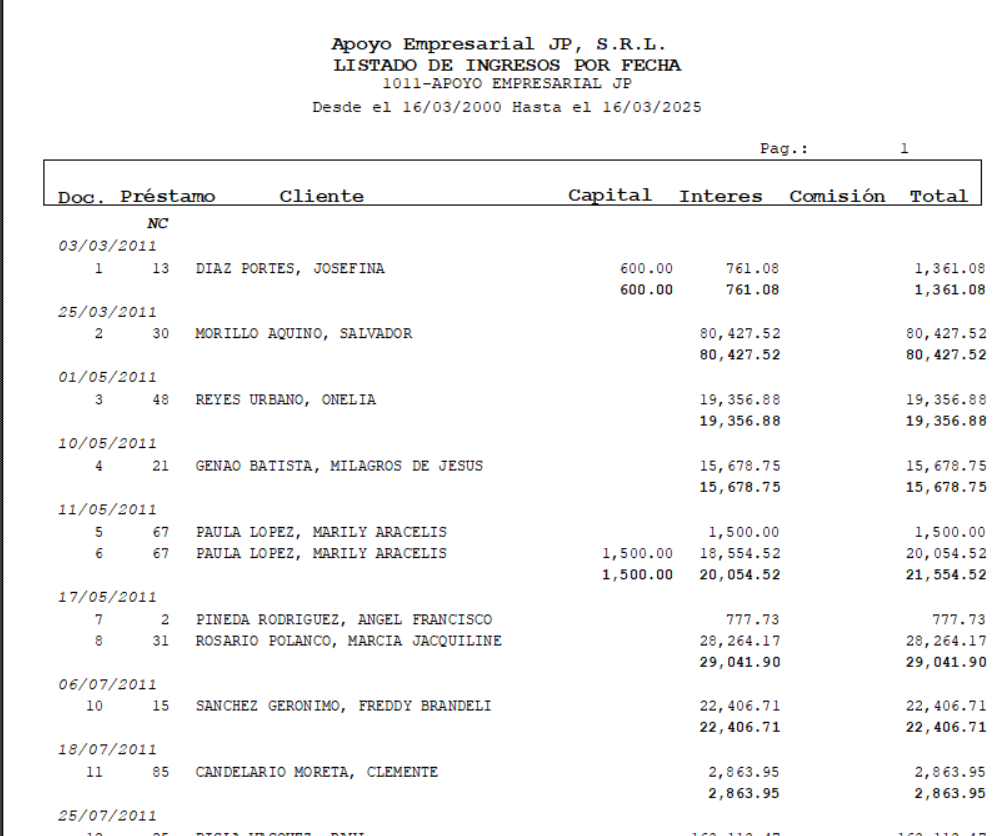 Apoyo Empresarial JP, S.R.L.
LISTADO DE INGRESOS POR FECHA
1011-APOYO EMPRESARIAL JP
Desde el 16/03/2000 Hasta el 16/03/2025
Pag.: 1
Doc. Préstamo Cliente Capital Interes Comisión Total
NC
03/03/2011
1 13 DIAZ PORTES, JOSEFINA 600.00 761.08 1,361.08
600.00 761.08 1,361.08
25/03/2011
2 30 MORILLO AQUINO, SALVADOR 80,427.52 80,427.52
80,427.52 80,427.52
01/05/2011
3 48 REYES URBANO, ONELIA 19,356.88 19,356.88
19,356.88 19,356.88
10/05/2011
4 21 GENAO BATISTA, MILAGROS DE JESUS 15,678.75 15,678.75
15,678.75 15,678.75
11/05/2011
5 67 PAULA LOPEZ, MARILY ARACELIS 1,500.00 1,500.00
6 67 PAULA LOPEZ, MARILY ARACELIS 1,500.00 18,554.52 20,054.52
1,500.00 20,054.52 21,554.52
17/05/2011
7 2 PINEDA RODRIGUEZ, ANGEL FRANCISCO 777.73 777.73
8 31 ROSARIO POLANCO, MARCIA JACQUILINE 28,264.17 28,264.17
29,041.90 29,041.90
06/07/2011
10 15 SANCHEZ GERONIMO, FREDDY BRANDELI 22,406.71 22,406.71
22,406.71 22,406.71
18/07/2011
11 85 CANDELARIO MORETA, CLEMENTE 2,863.95 2,863.95
2,863.95 2,863.95
25/07/2011